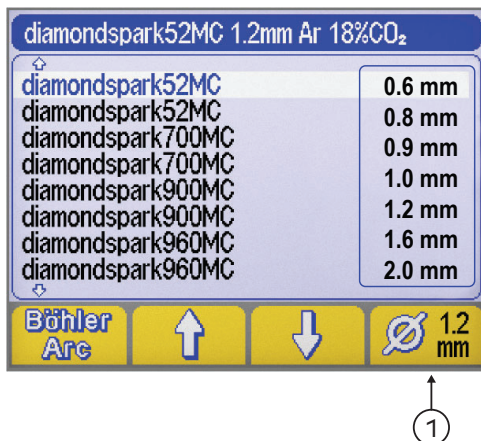 diamondspark52MC 1.2mm Ar 18%CO₂
diamondspark52MC 0.6 mm
diamondspark52MC 0.8 mm
diamondspark700MC 0.9 mm
diamondspark700MC 1.0 mm
diamondspark900MC 1.2 mm
diamondspark900MC 1.6 mm
diamondspark960MC 2.0 mm
diamondspark960MC
Böhler Arc
Ø 1.2 mm
1